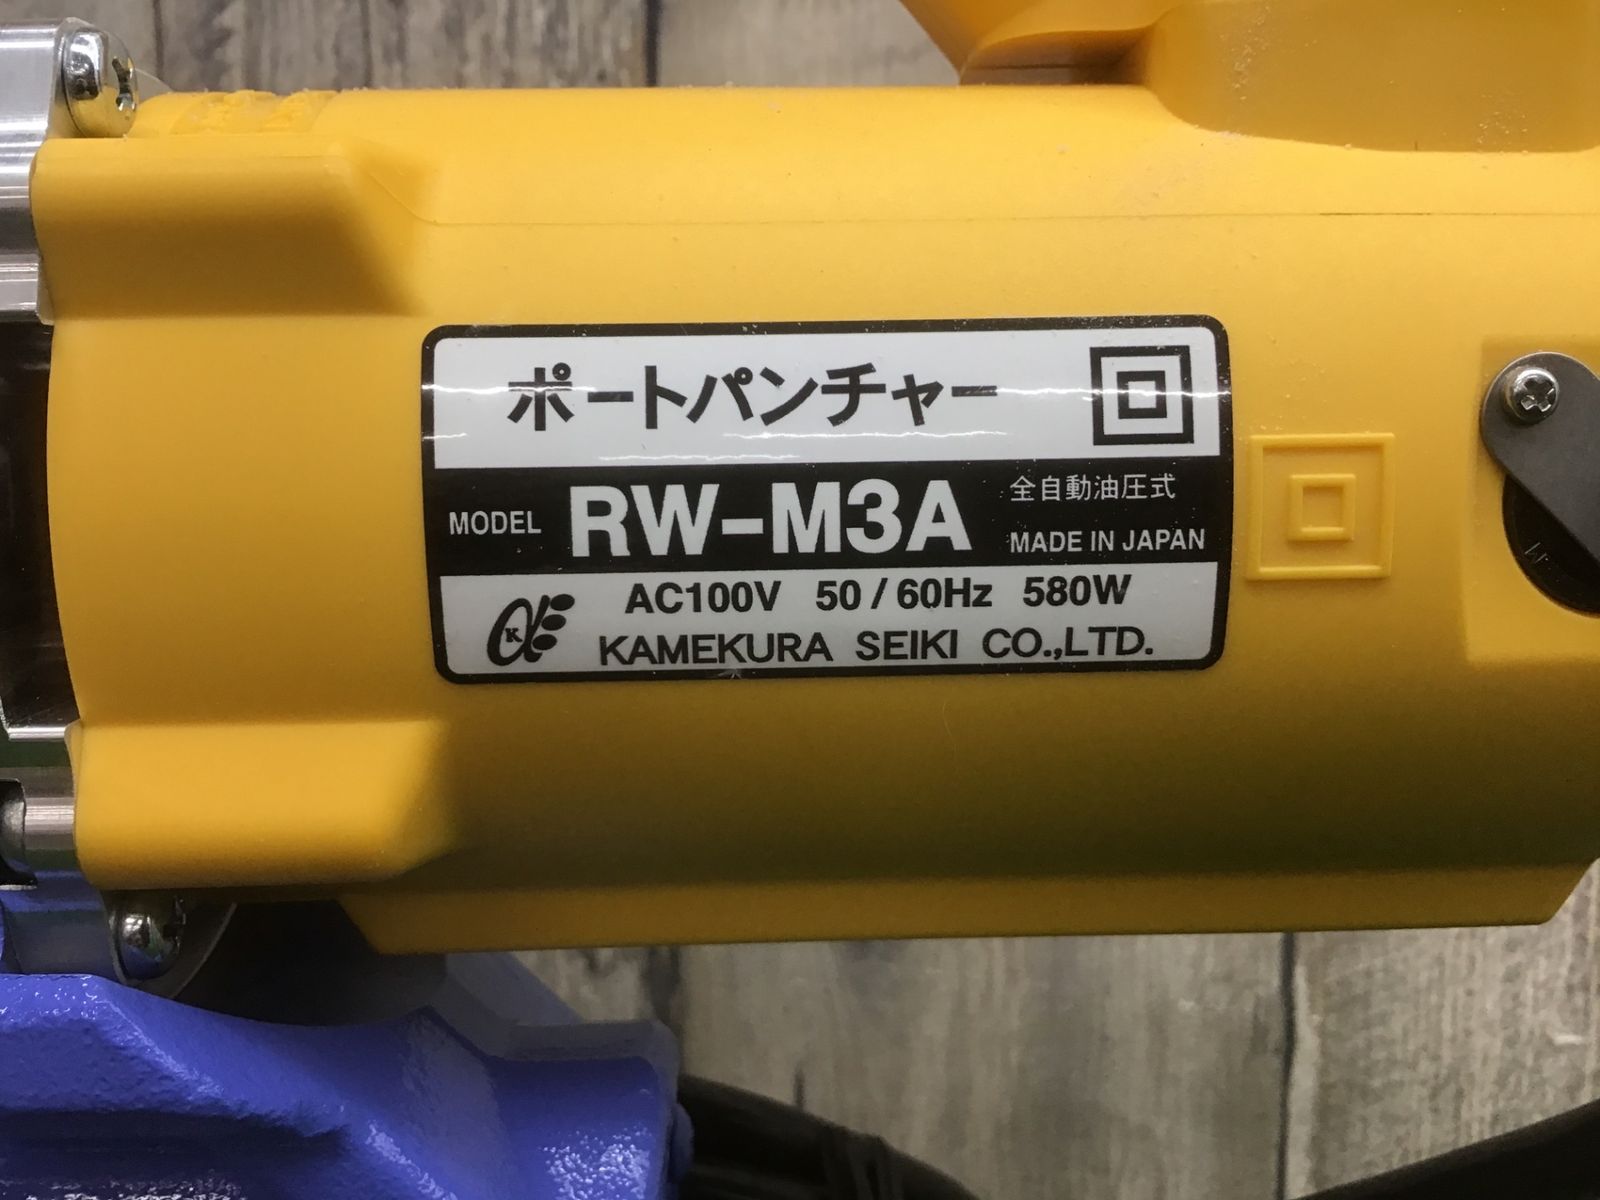 ポートパンチャー
MODEL RW-M3A 全自動油圧式
MADE IN JAPAN
AC100V 50/60Hz 580W
K KAMEKURA SEIKI CO.,LTD.